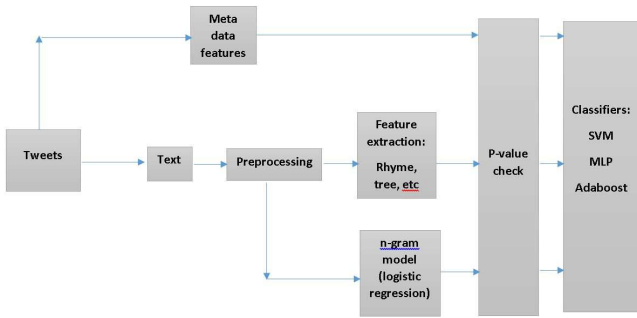 Meta
data
features
Tweets
Text
Preprocessing
Feature
extraction:
Rhyme,
tree, etc
n-gram
model
(logistic
regression)
P-value
check
Classifiers:
SVM
MLP
Adaboost